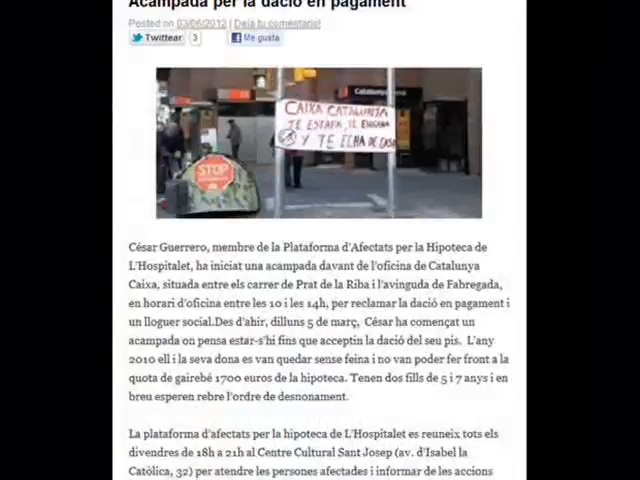 Acampada per la dació en pagament
Posted on 03/06/2012 | Deja tu comentario!
Twittear 3 Me gusta
CatalunyaCaixa
CAIXA CATALUNYA
TE ESTAFA, TE ENGAÑA
Y TE ECHA DE CASA
STOP
César Guerrero, membre de la Plataforma d'Afectats per la Hipoteca de
L'Hospitalet, ha iniciat una acampada davant de l'oficina de Catalunya
Caixa, situada entre els carrer de Prat de la Riba i l'avinguda de Fabregada,
en horari d'oficina entre les 10 i les 14h, per reclamar la dació en pagament i
un lloguer social.Des d'ahir, dilluns 5 de març, César ha començat un
acampada on pensa estar-s'hi fins que acceptin la dació del seu pis. L'any
2010 ell i la seva dona es van quedar sense feina i no van poder fer front a la
quota de gairebé 1700 euros de la hipoteca. Tenen dos fills de 5 i 7 anys i en
breu esperen rebre l'ordre de desnonament.
La plataforma d'afectats per la hipoteca de L'Hospitalet es reuneix tots els
divendres de 18h a 21h al Centre Cultural Sant Josep (av. d'Isabel la
Catòlica, 32) per atendre les persones afectades i informar de les accions